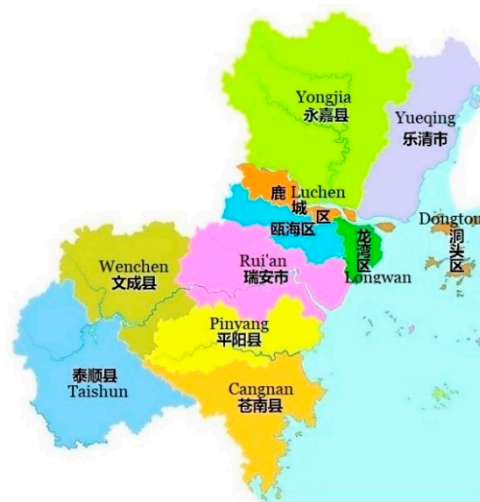 Yongjia
永嘉县
Yueqing
乐清市
鹿 Luchen
城
区
瓯海区
龙湾区
Longwan
Dongtou
洞头区
Wenchen
文成县
Rui'an
瑞安市
Pinyang
平阳县
泰顺县
Taishun
Cangnan
苍南县